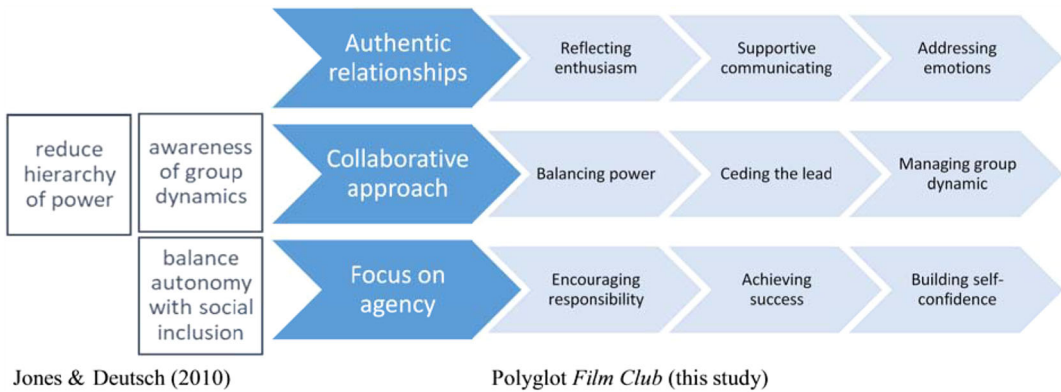 Authentic
relationships
Reflecting
enthusiasm
Supportive
communicating
Addressing
emotions
reduce
hierarchy
of power
awareness
of group
dynamics
Collaborative
approach
Balancing power
Ceding the lead
Managing group
dynamic
balance
autonomy
with social
inclusion
Focus on
agency
Encouraging
responsibility
Achieving
success
Building self-
confidence
Jones & Deutsch (2010)
Polyglot Film Club (this study)